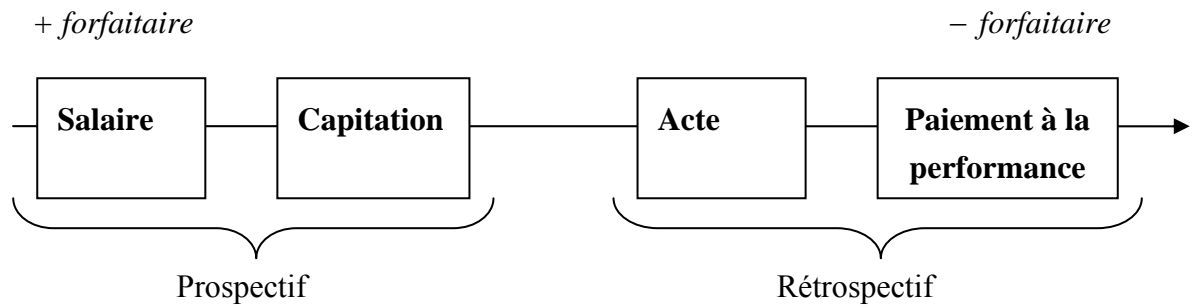 + forfaitaire
− forfaitaire
Salaire
Capitation
Acte
Paiement à la
performance
Prospectif
Rétrospectif